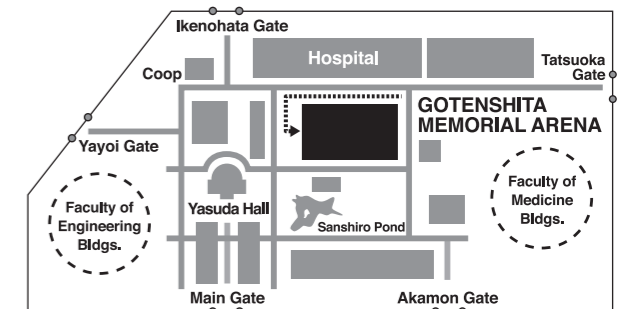 Ikenohata Gate
Hospital
Tatsuoka
Gate
Coop
GOTENSHITA
MEMORIAL ARENA
Yayoi Gate
Faculty of
Medicine
Bldgs.
Faculty of
Engineering
Bldgs.
Yasuda Hall
Sanshiro Pond
Main Gate
Akamon Gate